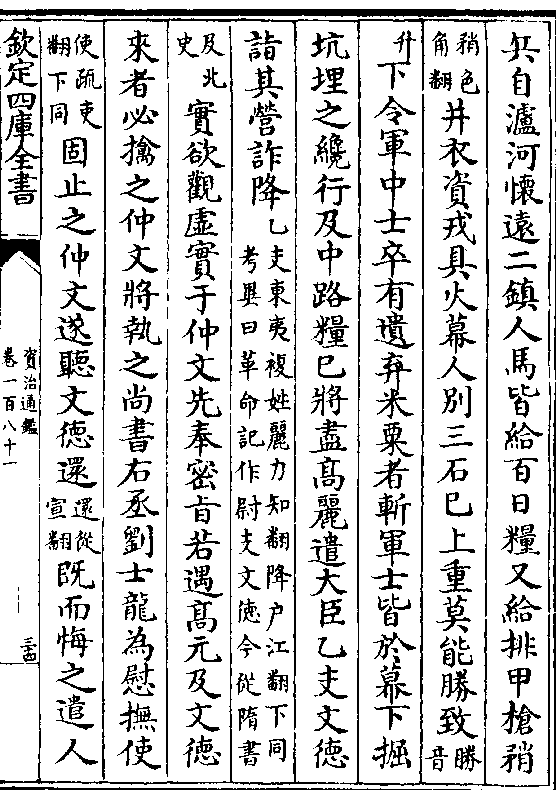 兵自瀘河懷遠二鎮人馬皆給百日糧又給排甲槍矟
矟色角翻并衣資戎具火幕人別三石已上重莫能勝致勝音
升下令軍中士卒有遺弃米粟者斬軍士皆於幕下掘
坑埋之纔行及中路糧已將盡高麗遣大臣乙支文德
詣其營詐降乙支東夷複姓麗力知翻降户江翻下同考異曰革命記作尉支文德今從隋書
及北史實欲觀虛實于仲文先奉密旨若遇高元及文德
來者必擒之仲文將執之尚書右丞劉士龍為慰撫使
使疏吏翻下同固止之仲文遂聽文德還還從宣翻既而悔之遣人
欽定四庫全書
資治通鑑
卷一百八十一
三四